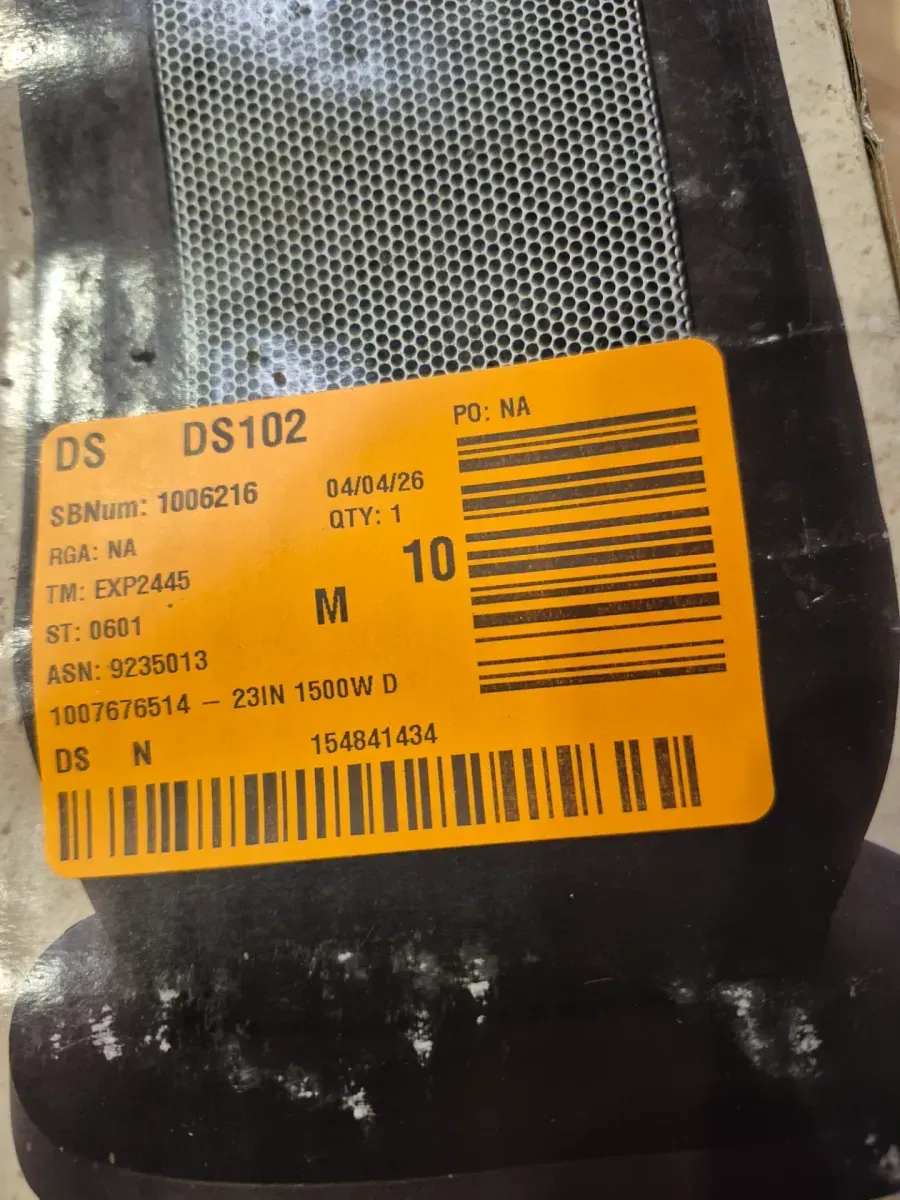 DS DS102
PO: NA
SBNum: 1006216
04/04/26
RGA: NA
QTY: 1
TM: EXP2445
10
ST: 0601
M
ASN: 9235013
1007676514 – 23IN 1500W D
DS N 154841434